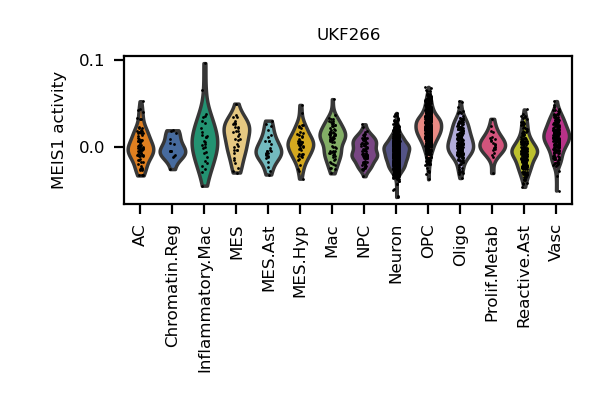 UKF266
MEIS1 activity
0.1
0.0
AC
Chromatin.Reg
Inflammatory.Mac
MES
MES.Ast
MES.Hyp
Mac
NPC
Neuron
OPC
Oligo
Prolif.Metab
Reactive.Ast
Vasc